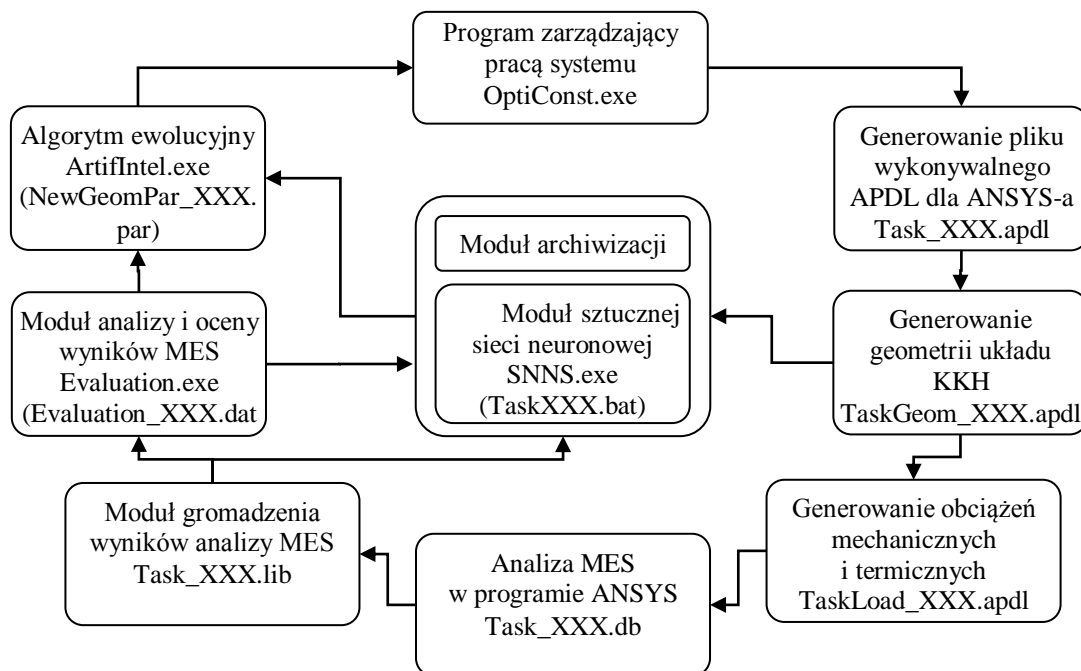 Program zarządzający
pracą systemu
OptiConst.exe
Algorytm ewolucyjny
ArtifIntel.exe
(NewGeomPar_XXX.
par)
Generowanie pliku
wykonywalnego
APDL dla ANSYS-a
Task_XXX.apdl
Moduł archiwizacji
Moduł sztucznej
sieci neuronowej
SNNS.exe
(TaskXXX.bat)
Moduł analizy i oceny
wyników MES
Evaluation.exe
(Evaluation_XXX.dat
Generowanie
geometrii układu
KKH
TaskGeom_XXX.apdl
Moduł gromadzenia
wyników analizy MES
Task_XXX.lib
Analiza MES
w programie ANSYS
Task_XXX.db
Generowanie obciążeń
mechanicznych
i termicznych
TaskLoad_XXX.apdl